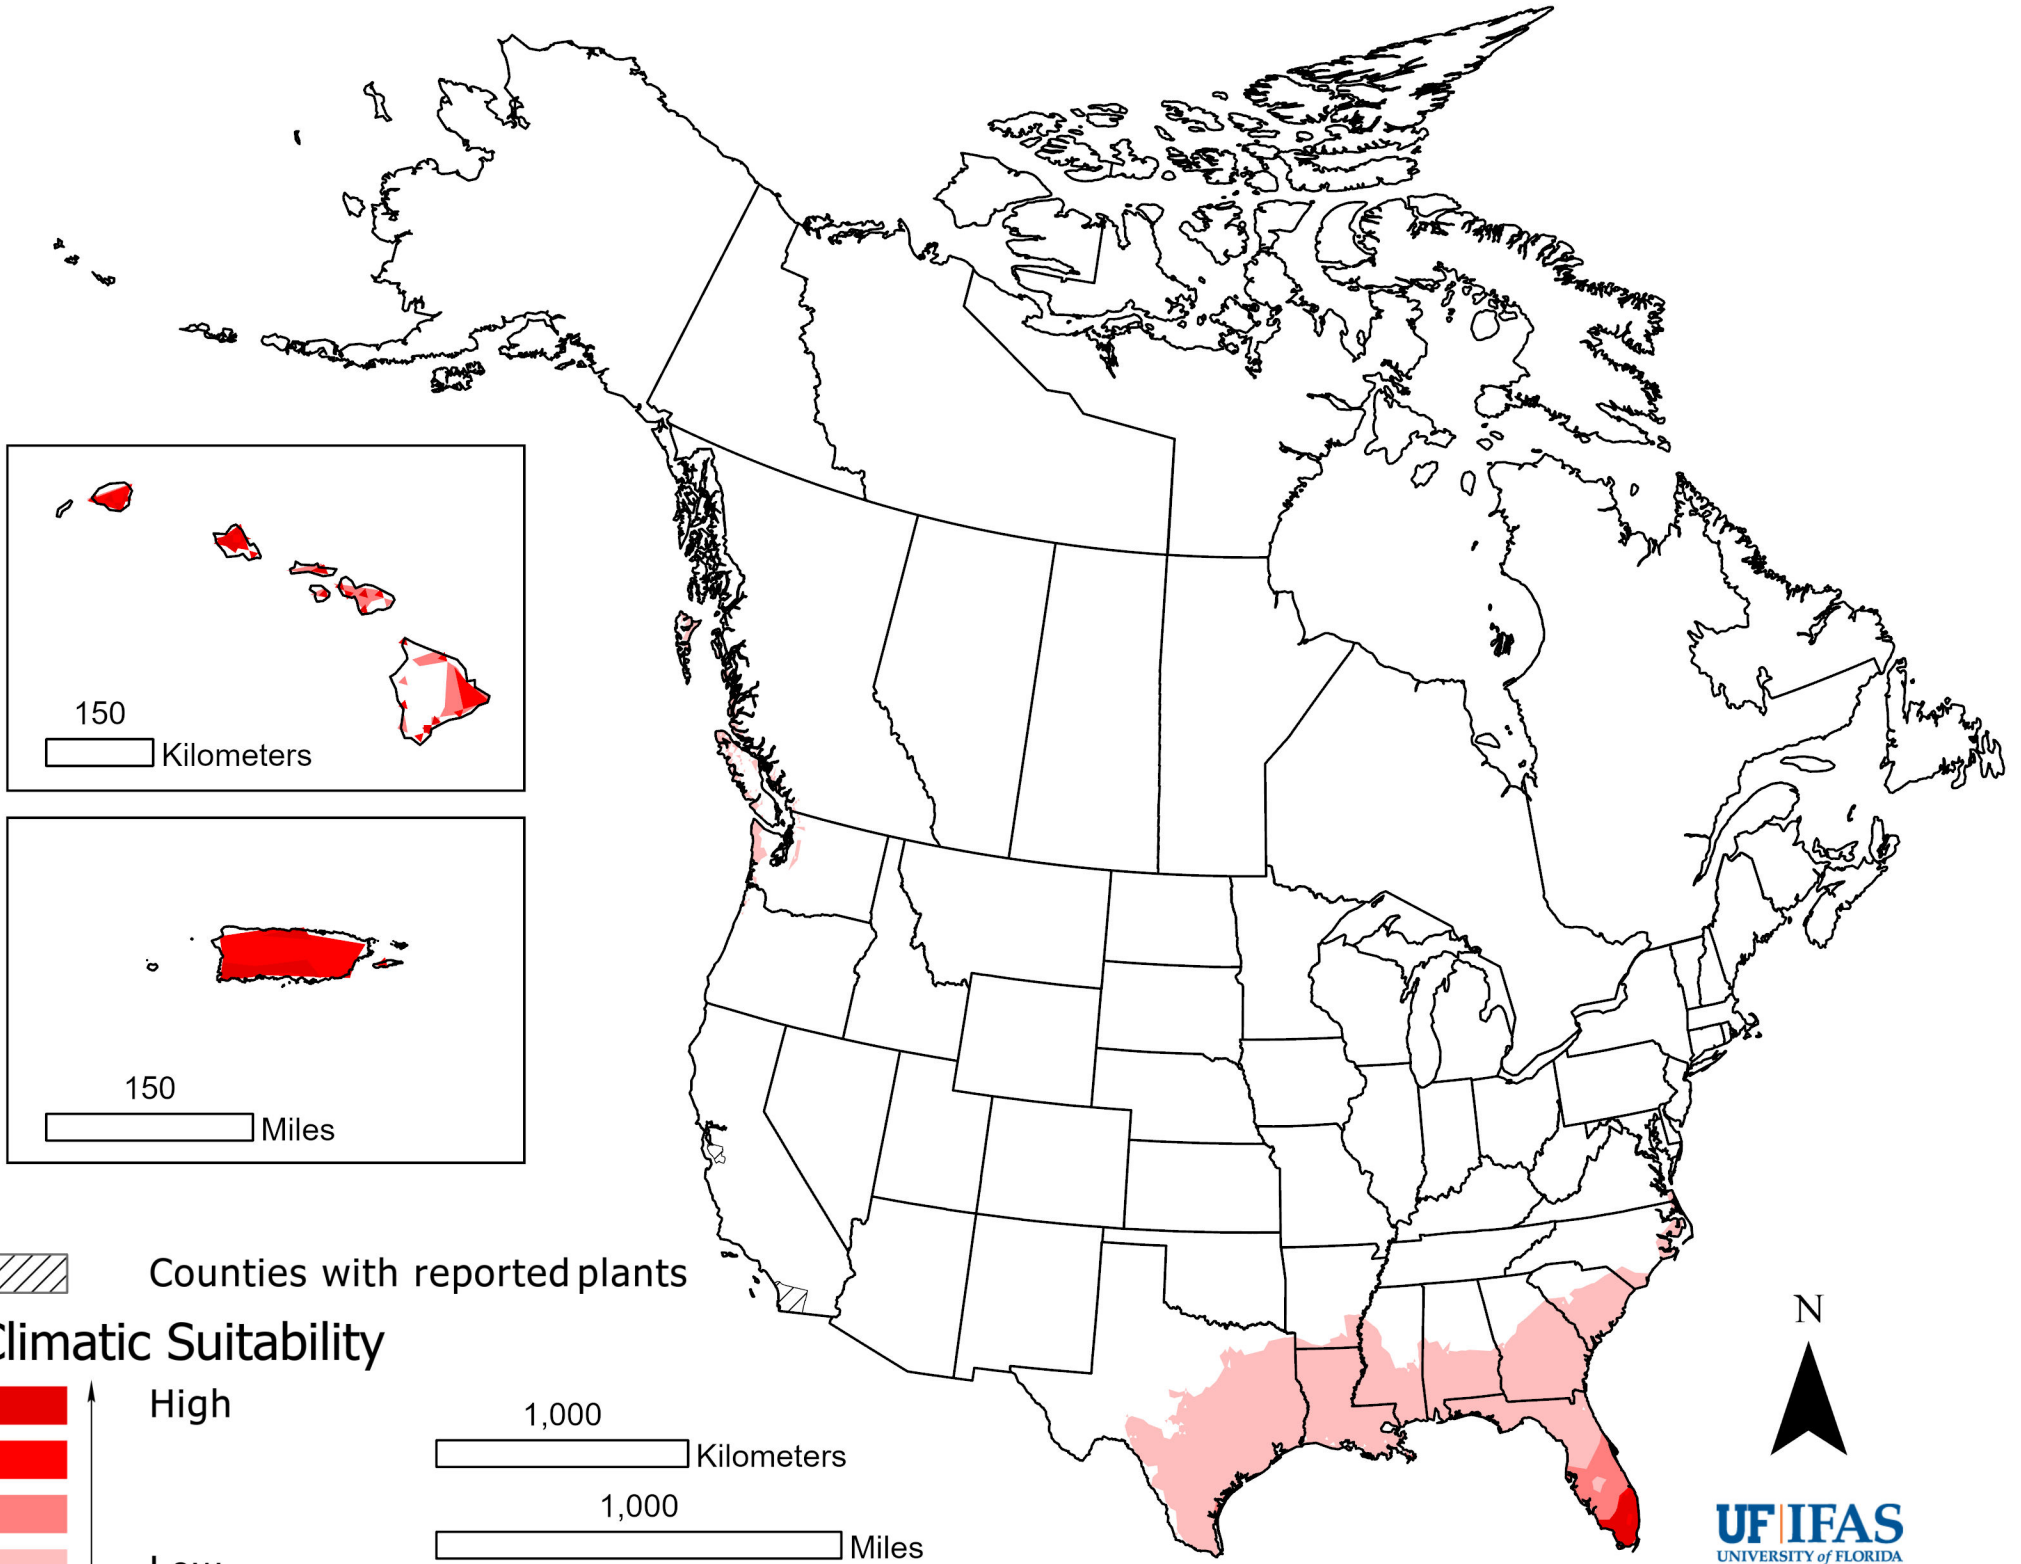 150
Kilometers
150
Miles
Counties with reported plants
Climatic Suitability
High
1,000
Kilometers
1,000
Miles
N
UF|IFAS
UNIVERSITY of FLORIDA